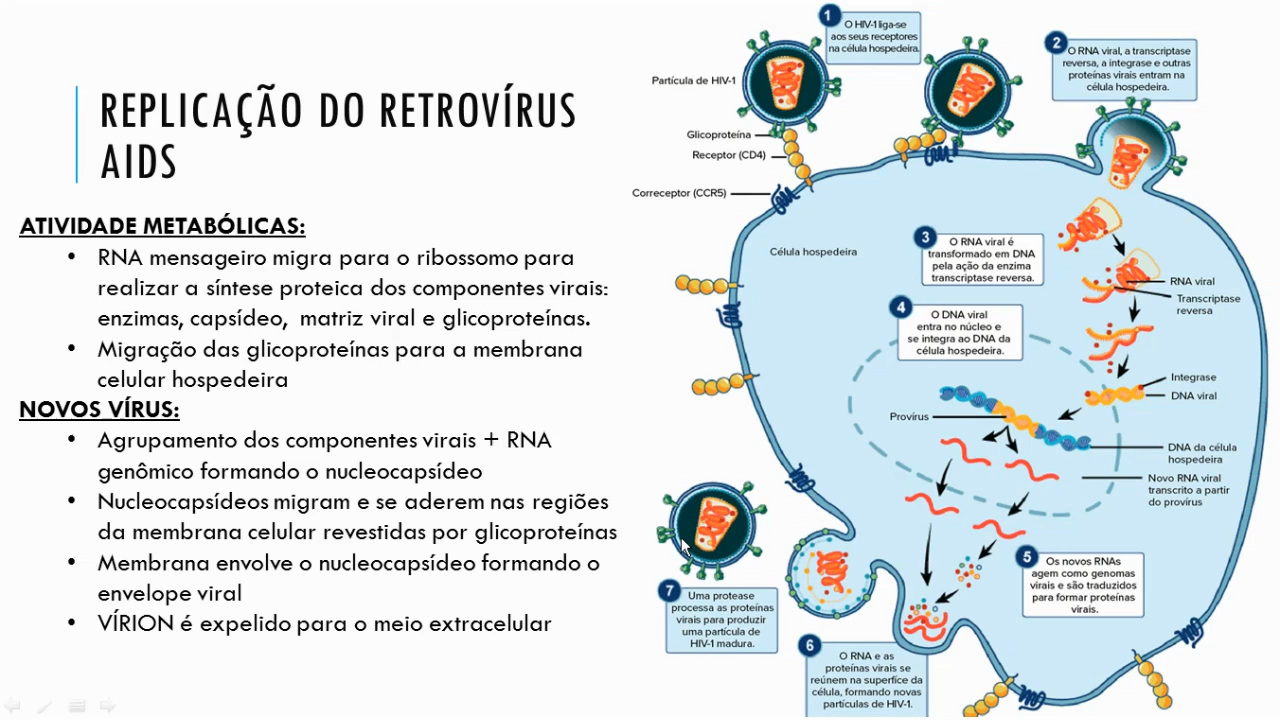 REPLICAÇÃO DO RETROVÍRUS
AIDS
ATIVIDADE METABÓLICAS:
• RNA mensageiro migra para o ribossomo para
realizar a síntese proteica dos componentes virais:
enzimas, capsídeo, matriz viral e glicoproteínas.
• Migração das glicoproteínas para a membrana
celular hospedeira
NOVOS VÍRUS:
• Agrupamento dos componentes virais + RNA
genômico formando o nucleocapsídeo
• Nucleocapsídeos migram e se aderem nas regiões
da membrana celular revestidas por glicoproteínas
• Membrana envolve o nucleocapsídeo formando o
envelope viral
• VÍRION é expelido para o meio extracelular
1
O HIV-1 liga-se
aos seus receptores
na célula hospedeira.
2
O RNA viral, a transcriptase
reversa, a integrase e outras
proteínas virais entram na
célula hospedeira.
Partícula de HIV-1
Glicoproteína
Receptor (CD4)
Correceptor (CCR5)
Célula hospedeira
3
O RNA viral é
transformado em DNA
pela ação da enzima
transcriptase reversa.
RNA viral
Transcriptase
reversa
4
O DNA viral
entra no núcleo e
se integra ao DNA da
célula hospedeira.
Integrase
DNA viral
Provírus
DNA da célula
hospedeira
Novo RNA viral
transcrito a partir
do provírus
5
Os novos RNAs
agem como genomas
virais e são traduzidos
para formar proteínas
virais.
6
O RNA e as
proteínas virais se
reúnem na superfíce da
célula, formando novas
partículas de HIV-1.
7
Uma protease
processa as proteínas
virais para produzir
uma partícula de
HIV-1 madura.